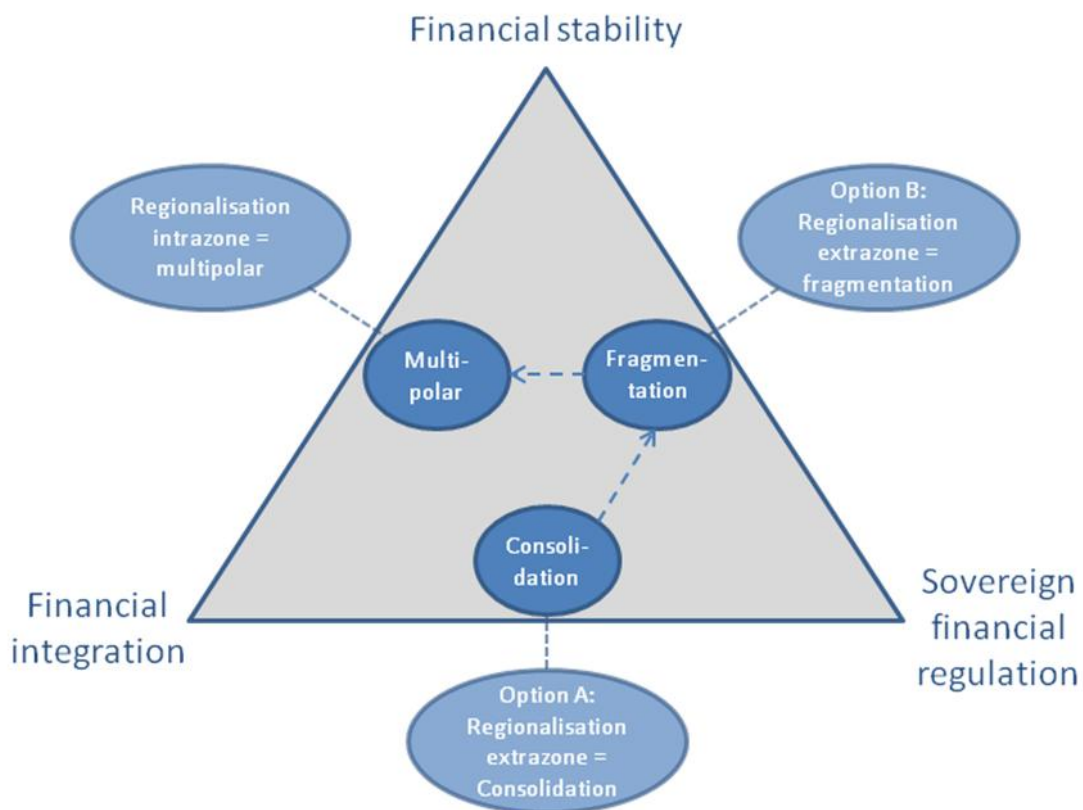 Financial stability
Regionalisation
intrazone =
multipolar
Option B:
Regionalisation
extrazone =
fragmentation
Multi-
polar
Fragmen-
tation
Consoli-
dation
Financial
integration
Sovereign
financial
regulation
Option A:
Regionalisation
extrazone =
Consolidation